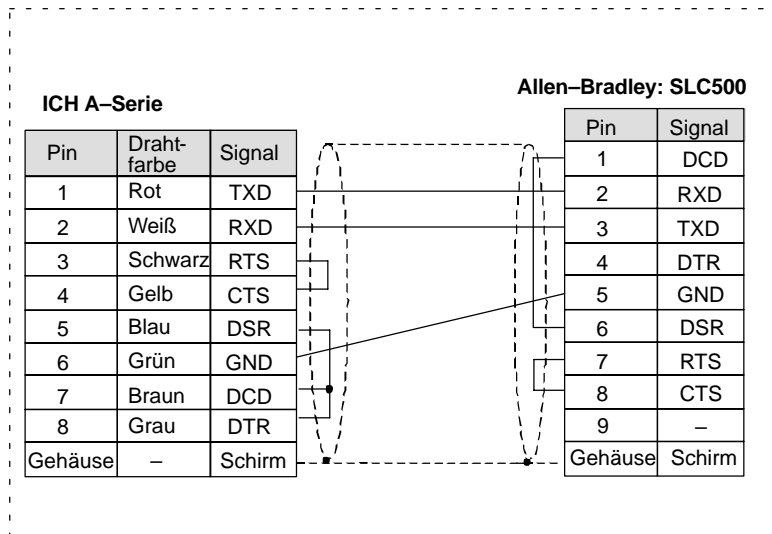 ICH A–Serie
Pin Draht-farbe Signal
1 Rot TXD
2 Weiß RXD
3 Schwarz RTS
4 Gelb CTS
5 Blau DSR
6 Grün GND
7 Braun DCD
8 Grau DTR
Gehäuse – Schirm
Allen–Bradley: SLC500
Pin Signal
1 DCD
2 RXD
3 TXD
4 DTR
5 GND
6 DSR
7 RTS
8 CTS
9 –
Gehäuse Schirm